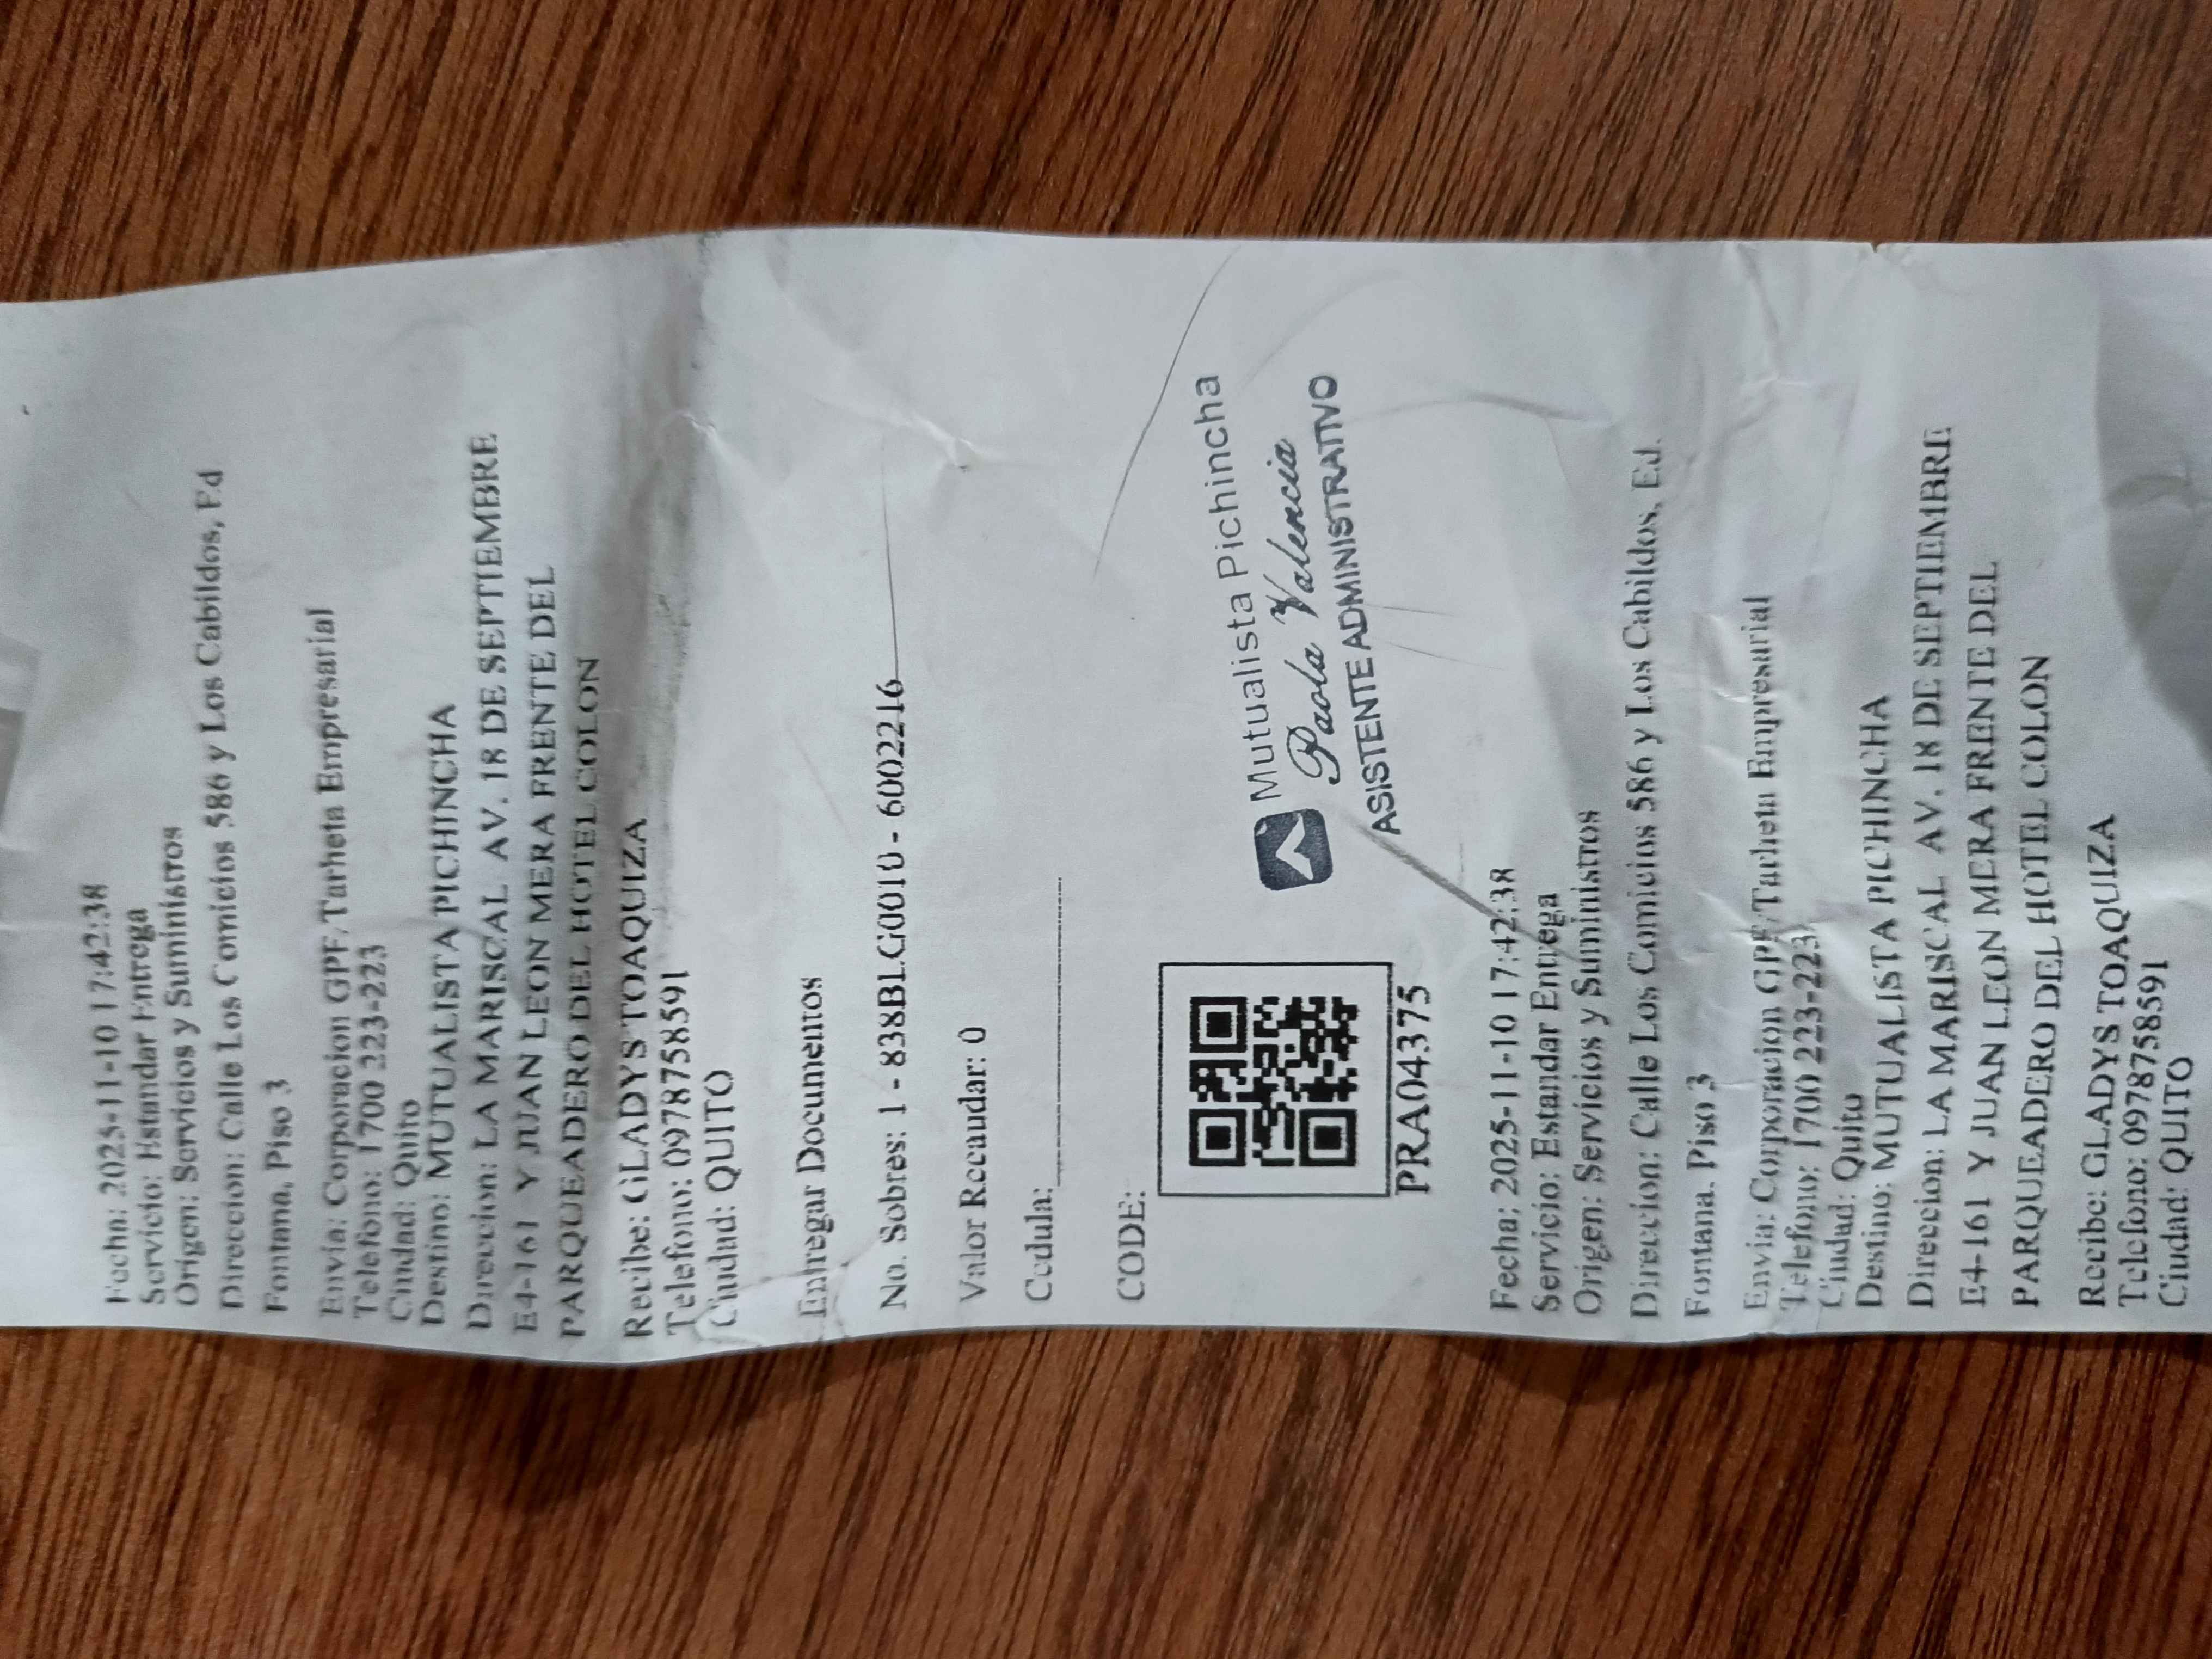 Fecha: 2025-11-10 17:42:38
Servicio: Estandar Entrega
Origen: Servicios y Suministros
Direccion: Calle Los Comicios 586 y Los Cabildos, Ed
Fontana, Piso 3
Envia: Corporacion GPF/Tarheta Empresarial
Telefono: 1700 223-223
Ciudad: Quito
Destino: MUTUALISTA PICHINCHA
Direccion: LA MARISCAL AV. 18 DE SEPTIEMBRE
E4-161 Y JUAN LEON MERA FRENTE DEL
PARQUEADERO DEL HOTEL COLON
Recibe: GLADYS TOAQUIZA
Telefono: 0978758591
Ciudad: QUITO
Entregar Documentos
No. Sobres: 1 - 838BLG0010 - 6002216
Valor Recaudar: 0
Cedula:
CODE:
PRA04375
Mutualista Pichincha
Paola Valencia
ASISTENTE ADMINISTRATIVO
Fecha: 2025-11-10 17:42:38
Servicio: Estandar Entrega
Origen: Servicios y Suministros
Direccion: Calle Los Comicios 586 y Los Cabildos, Ed.
Fontana. Piso 3
Envia: Corporacion GPF/Tarheta Empresarial
Telefono: 1700 223-223
Ciudad: Quito
Destino: MUTUALISTA PICHINCHA
Direccion: LA MARISCAL AV. 18 DE SEPTIEMBRE
E4-161 Y JUAN LEON MERA FRENTE DEL
PARQUEADERO DEL HOTEL COLON
Recibe: GLADYS TOAQUIZA
Telefono: 0978758591
Ciudad: QUITO